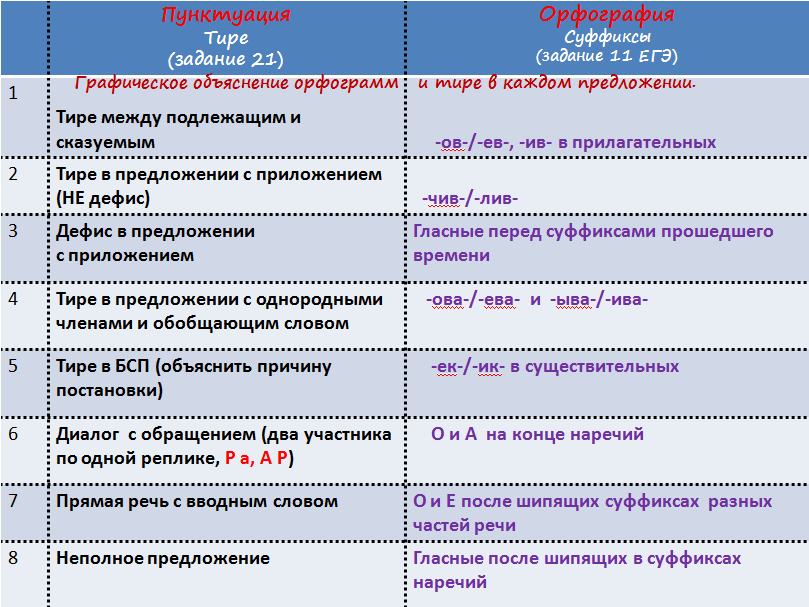 Пунктуация
Тире
(задание 21)
Орфография
Суффиксы
(задание 11 ЕГЭ)
Графическое объяснение орфограмм и тире в каждом предложении.
1
Тире между подлежащим и
сказуемым
-ов-/-ев-, -ив- в прилагательных
2
Тире в предложении с приложением
(НЕ дефис)
-чив-/-лив-
3
Дефис в предложении
с приложением
Гласные перед суффиксами прошедшего
времени
4
Тире в предложении с однородными
членами и обобщающим словом
-ова-/-ева- и -ыва-/-ива-
5
Тире в БСП (объяснить причину
постановки)
-ек-/-ик- в существительных
6
Диалог с обращением (два участника
по одной реплике, Р а, А Р)
О и А на конце наречий
7
Прямая речь с вводным словом
О и Е после шипящих суффиксах разных
частей речи
8
Неполное предложение
Гласные после шипящих в суффиксах
наречий